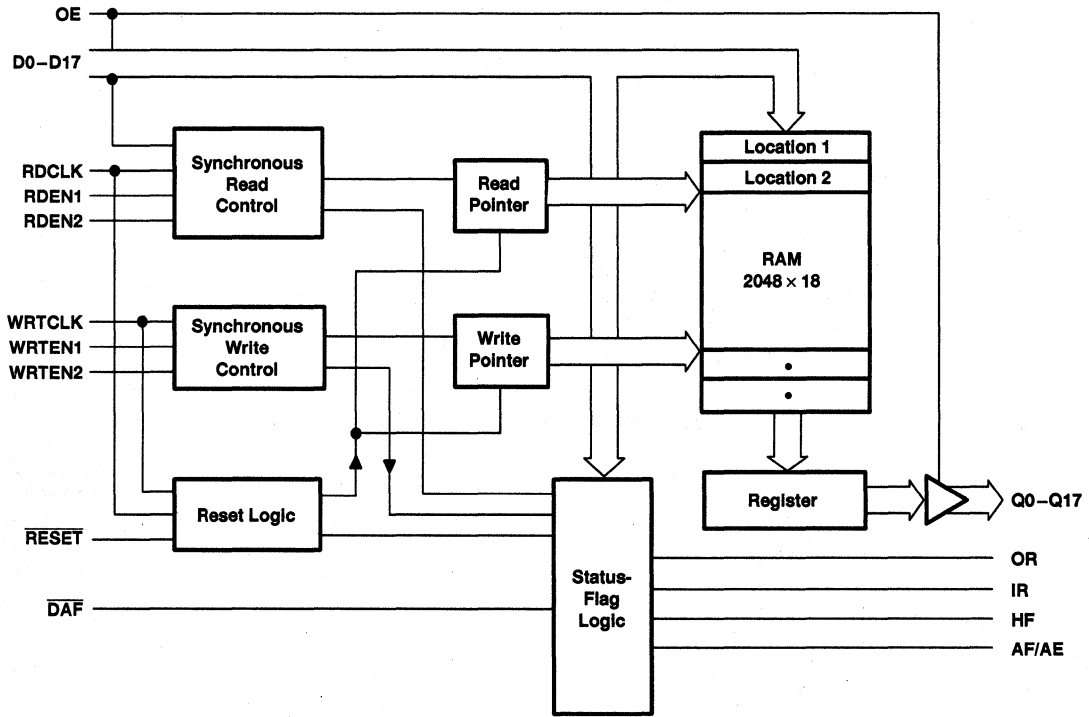 OE
D0–D17
RDCLK
RDEN1
RDEN2
Synchronous
Read
Control
Read
Pointer
Location 1
Location 2
RAM
2048 × 18
WRTCLK
WRTEN1
WRTEN2
Synchronous
Write
Control
Write
Pointer
RESET
Reset Logic
Register
Q0–Q17
DAF
Status-
Flag
Logic
OR
IR
HF
AF/AE